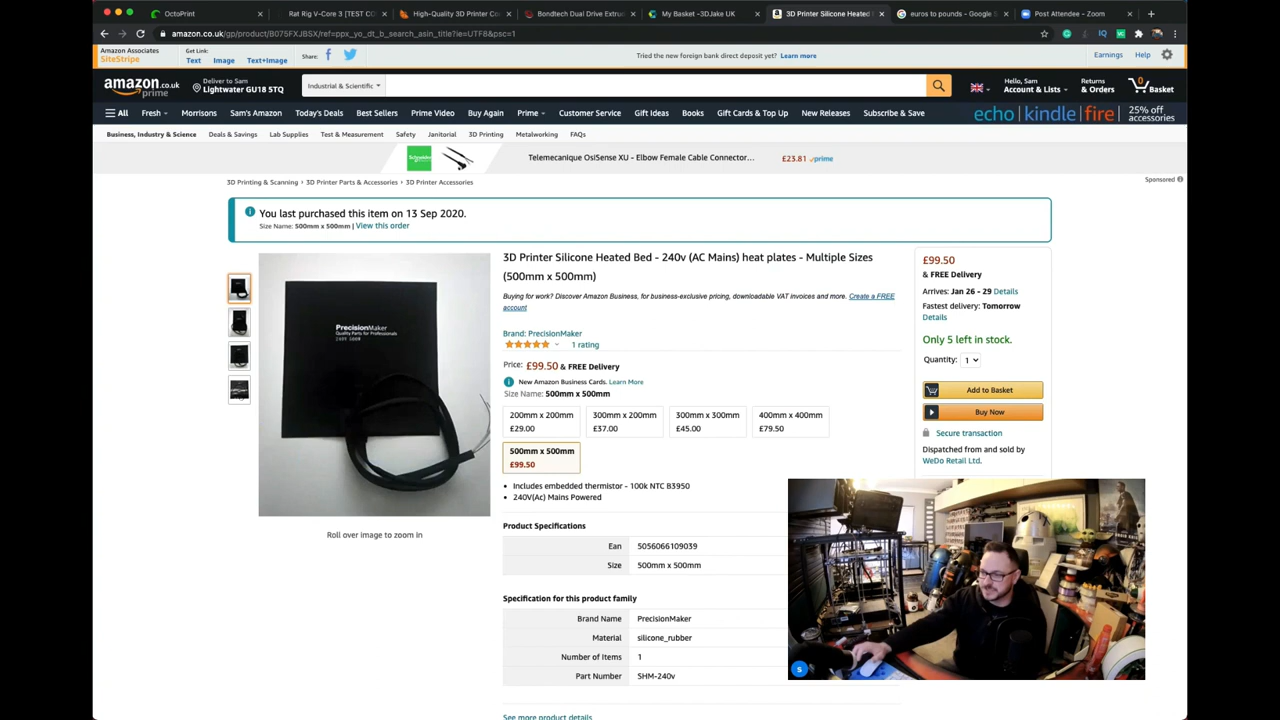 OctoPrint
Rat Rig V-Core 3 [TEST CO
High-Quality 3D Printer Co
Bondtech Dual Drive Extrud
My Basket -3DJake UK
3D Printer Silicone Heated
euros to pounds - Google S
Post Attendee - Zoom
amazon.co.uk/gp/product/B075FXJBSX/ref=ppx_yo_dt_b_search_asin_title?ie=UTF8&psc=1
Amazon Associates
SiteStripe
Get Link:
Text
Image
Text+Image
Share:
Tried the new foreign bank direct deposit yet? Learn more
Earnings
Help
amazon.co.uk
prime
Deliver to Sam
Lightwater GU18 5TQ
Industrial & Scientific
Hello, Sam
Account & Lists
Returns
& Orders
0
Basket
All
Fresh
Morrisons
Sam's Amazon
Today's Deals
Best Sellers
Prime Video
Buy Again
Prime
Customer Service
Gift Ideas
Books
Gift Cards & Top Up
New Releases
Subscribe & Save
echo | kindle | fire
25% off
accessories
Business, Industry & Science
Deals & Savings
Lab Supplies
Test & Measurement
Safety
Janitorial
3D Printing
Metalworking
FAQs
Schneider
Telemecanique OsiSense XU - Elbow Female Cable Connector...
£23.81 prime
Sponsored
3D Printing & Scanning › 3D Printer Parts & Accessories › 3D Printer Accessories
You last purchased this item on 13 Sep 2020.
Size Name: 500mm x 500mm | View this order
PrecisionMaker
Quality Parts for Professionals
Roll over image to zoom in
3D Printer Silicone Heated Bed - 240v (AC Mains) heat plates - Multiple Sizes
(500mm x 500mm)
Buying for work? Discover Amazon Business, for business-exclusive pricing, downloadable VAT invoices and more. Create a FREE
account
Brand: PrecisionMaker
1 rating
Price: £99.50 & FREE Delivery
New Amazon Business Cards. Learn More
Size Name: 500mm x 500mm
200mm x 200mm
£29.00
300mm x 200mm
£37.00
300mm x 300mm
£45.00
400mm x 400mm
£79.50
500mm x 500mm
£99.50
• Includes embedded thermistor - 100k NTC B3950
• 240V(Ac) Mains Powered
Product Specifications
Ean 5056066109039
Size 500mm x 500mm
Specification for this product family
Brand Name PrecisionMaker
Material silicone_rubber
Number of Items 1
Part Number SHM-240v
See more product details
£99.50
& FREE Delivery
Arrives: Jan 26 - 29 Details
Fastest delivery: Tomorrow
Details
Only 5 left in stock.
Quantity: 1
Add to Basket
Buy Now
Secure transaction
Dispatched from and sold by
WeDo Retail Ltd.
s